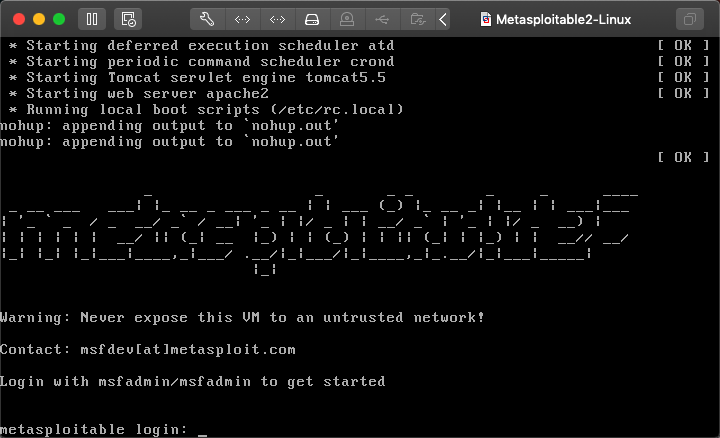 Metasploitable2-Linux
* Starting deferred execution scheduler atd [ OK ]
* Starting periodic command scheduler crond [ OK ]
* Starting Tomcat servlet engine tomcat5.5 [ OK ]
* Starting web server apache2 [ OK ]
* Running local boot scripts (/etc/rc.local)
nohup: appending output to `nohup.out'
nohup: appending output to `nohup.out'
[ OK ]
metasploitable2
Warning: Never expose this VM to an untrusted network!
Contact: msfdev[at]metasploit.com
Login with msfadmin/msfadmin to get started
metasploitable login: _